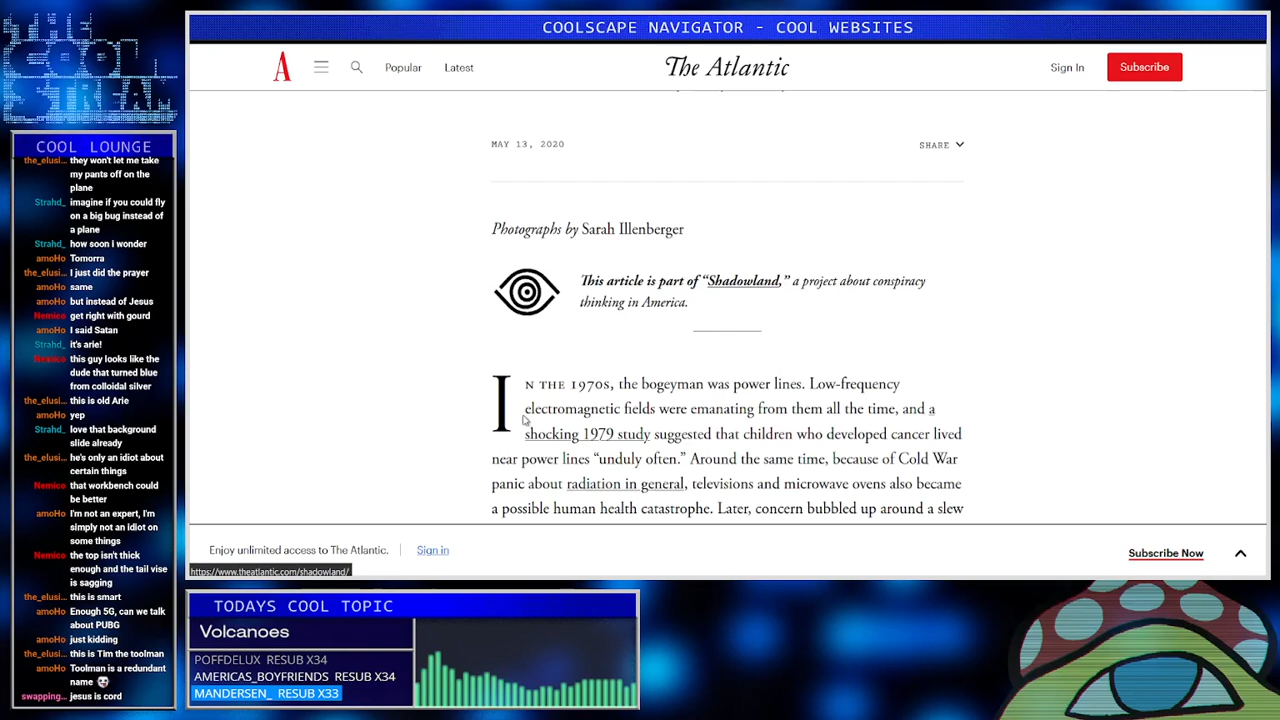 COOLSCAPE NAVIGATOR - COOL WEBSITES
A
Popular
Latest
The Atlantic
Sign In
Subscribe
MAY 13, 2020
SHARE
Photographs by Sarah Illenberger
This article is part of “Shadowland,” a project about conspiracy
thinking in America.
IN THE 1970S, the bogeyman was power lines. Low-frequency
electromagnetic fields were emanating from them all the time, and a
shocking 1979 study suggested that children who developed cancer lived
near power lines “unduly often.” Around the same time, because of Cold War
panic about radiation in general, televisions and microwave ovens also became
a possible human health catastrophe. Later, concern bubbled up around a slew
Enjoy unlimited access to The Atlantic.
Sign in
Subscribe Now
https://www.theatlantic.com/shadowland/
COOL LOUNGE
the_elusi... they won't let me take
my pants off on the
plane
Strahd_ imagine if you could fly
on a big bug instead of
a plane
Strahd_ how soon i wonder
amoHo Tomorra
the_elusi... I just did the prayer
amoHo same
amoHo but instead of Jesus
Nemico get right with gourd
amoHo I said Satan
Strahd_ it's arie!
Nemico this guy looks like the
dude that turned blue
from colloidal silver
the_elusi... this is old Arie
amoHo yep
Strahd_ love that background
slide already
the_elusi... he's only an idiot about
certain things
Nemico that workbench could
be better
amoHo I'm not an expert, I'm
simply not an idiot on
some things
Nemico the top isn't thick
enough and the tail vise
is sagging
the_elusi... this is smart
amoHo Enough 5G, can we talk
about PUBG
amoHo just kidding
the_elusi... this is Tim the toolman
amoHo Toolman is a redundant
name
swapping... jesus is cord
TODAYS COOL TOPIC
Volcanoes
POFFDELUX RESUB X34
AMERICAS_BOYFRIENDS RESUB X34
MANDERSEN_ RESUB X33